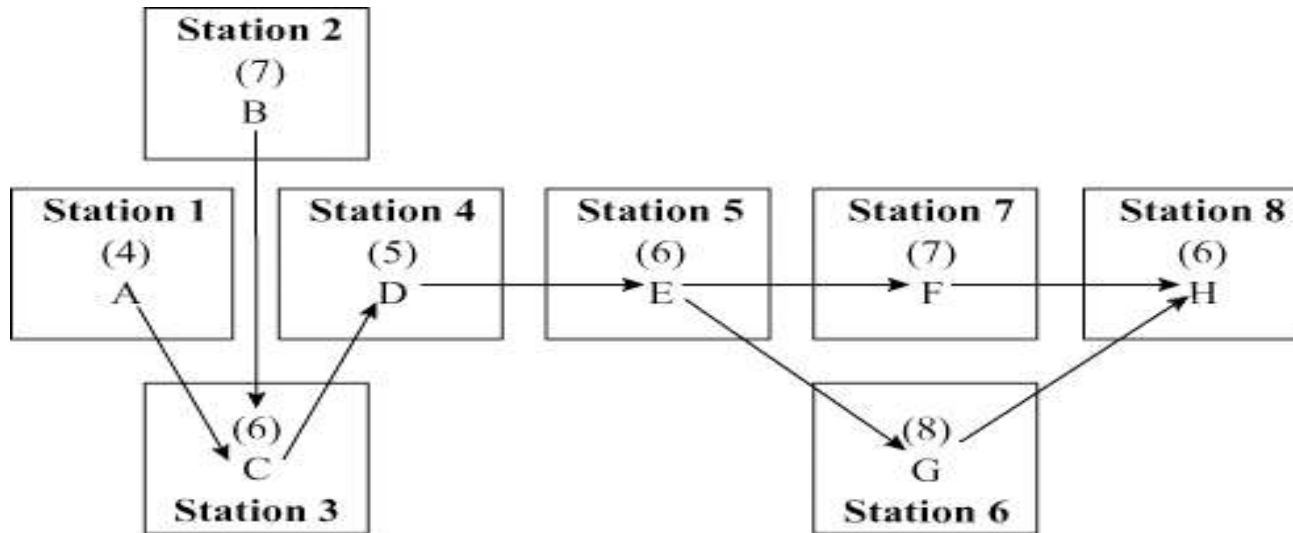 Station 2
(7)
B
Station 1
(4)
A
Station 4
(5)
D
Station 5
(6)
E
Station 7
(7)
F
Station 8
(6)
H
(6)
C
Station 3
(8)
G
Station 6